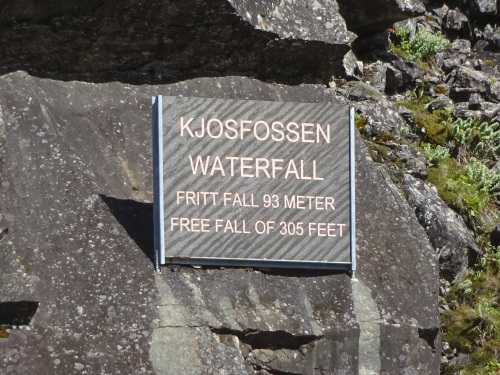 KJOSFOSSEN
WATERFALL
FRITT FALL 93 METER
FREE FALL OF 305 FEET